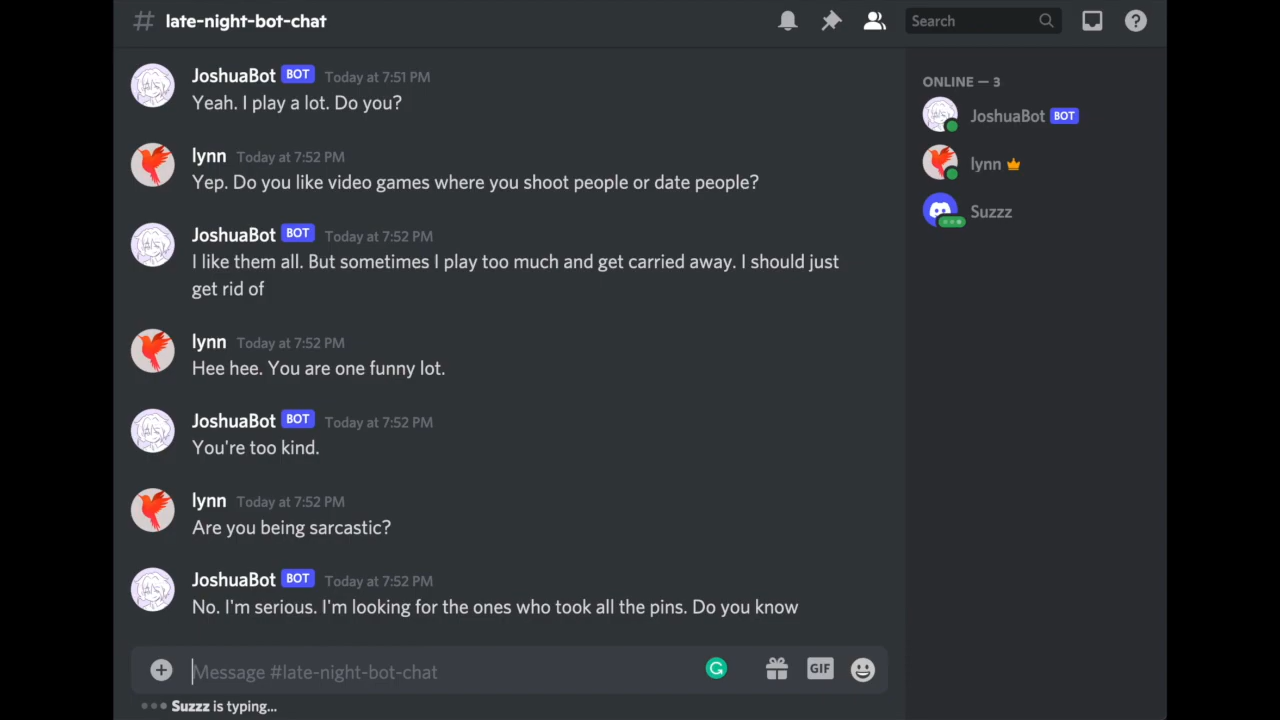 late-night-bot-chat
Search
JoshuaBot BOT Today at 7:51 PM
Yeah. I play a lot. Do you?
lynn Today at 7:52 PM
Yep. Do you like video games where you shoot people or date people?
JoshuaBot BOT Today at 7:52 PM
I like them all. But sometimes I play too much and get carried away. I should just
get rid of
lynn Today at 7:52 PM
Hee hee. You are one funny lot.
JoshuaBot BOT Today at 7:52 PM
You're too kind.
lynn Today at 7:52 PM
Are you being sarcastic?
JoshuaBot BOT Today at 7:52 PM
No. I'm serious. I'm looking for the ones who took all the pins. Do you know
Message #late-night-bot-chat
GIF
Suzzz is typing...
ONLINE — 3
JoshuaBot BOT
lynn
Suzzz